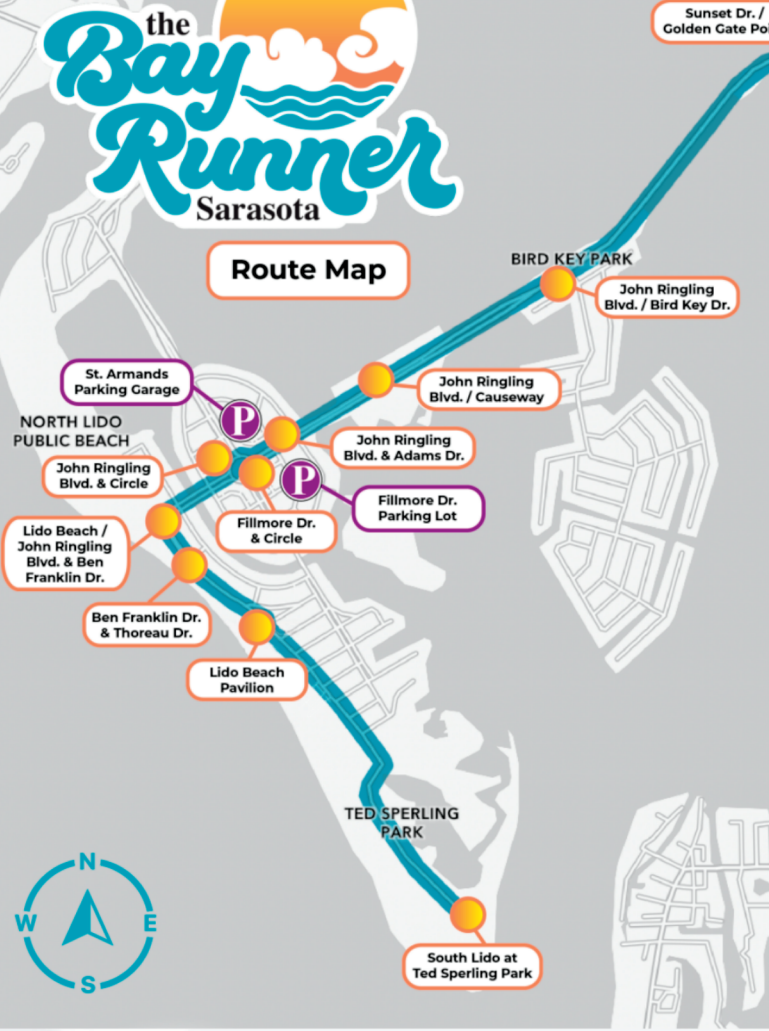 the
Bay
Runner
Sarasota
Sunset Dr. /
Golden Gate
Route Map
BIRD KEY PARK
John Ringling
Blvd. / Bird Key Dr.
St. Armands
Parking Garage
P
John Ringling
Blvd. / Causeway
NORTH LIDO
PUBLIC BEACH
John Ringling
Blvd. & Adams Dr.
John Ringling
Blvd. & Circle
P
Fillmore Dr.
Parking Lot
Fillmore Dr.
& Circle
Lido Beach /
John Ringling
Blvd. & Ben
Franklin Dr.
Ben Franklin Dr.
& Thoreau Dr.
Lido Beach
Pavilion
TED SPERLING
PARK
N
W
E
S
South Lido at
Ted Sperling Park